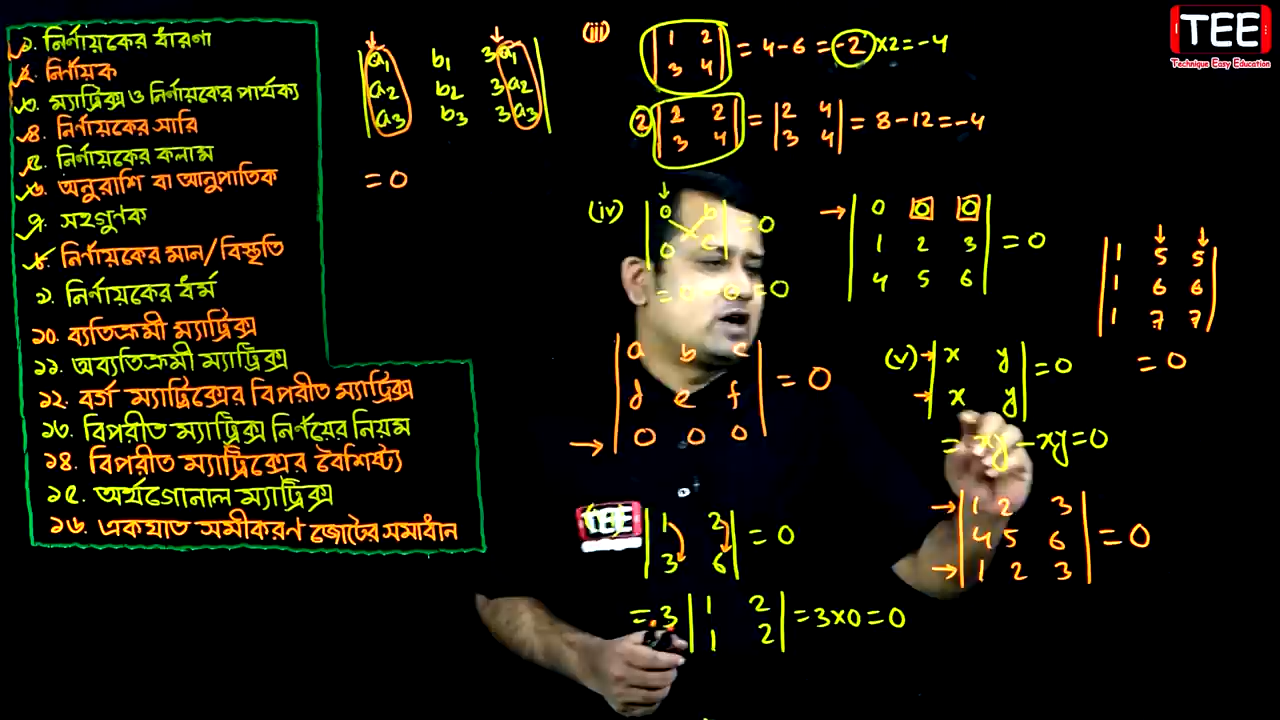 ১. নির্ণায়কের ধারণা
২. নির্ণায়ক
৩. ম্যাট্রিক্স ও নির্ণায়কের পার্থক্য
৪. নির্ণায়কের সারি
৫. নির্ণায়কের কলাম
৬. অনুরাশি বা আনুপাতিক
৭. সহগুণক
৮. নির্ণায়কের মান/বিস্তৃতি
৯. নির্ণায়কের ধর্ম
১০. ব্যতিক্রমী ম্যাট্রিক্স
১১. অব্যতিক্রমী ম্যাট্রিক্স
১২. বর্গ ম্যাট্রিক্সের বিপরীত ম্যাট্রিক্স
১৩. বিপরীত ম্যাট্রিক্স নির্ণয়ের নিয়ম
১৪. বিপরীত ম্যাট্রিক্সের বৈশিষ্ট্য
১৫. অর্থগোনাল ম্যাট্রিক্স
১৬. একঘাত সমীকরণ জোটের সমাধান
a₁ b₁ 3a₁
a₂ b₂ 3a₂
a₃ b₃ 3a₃
= 0
(iii)
1 2
3 4
= 4-6 = -2 ×2 = -4
2
2 2
3 4
=
2 4
3 4
= 8-12 = -4
(iv)
0 b
0 c
= 0
= 0
= 0
0 0 0
1 2 3
4 5 6
= 0
a b c
d e f
0 0 0
= 0
1 5 5
1 6 6
1 7 7
= 0
(v)
x y
x y
= 0
= xy - xy = 0
1 2 3
4 5 6
1 2 3
= 0
1 2
3 6
= 0
= 3
1 2
1 2
= 3×0 = 0
TEE
Technique Easy Education
TEE